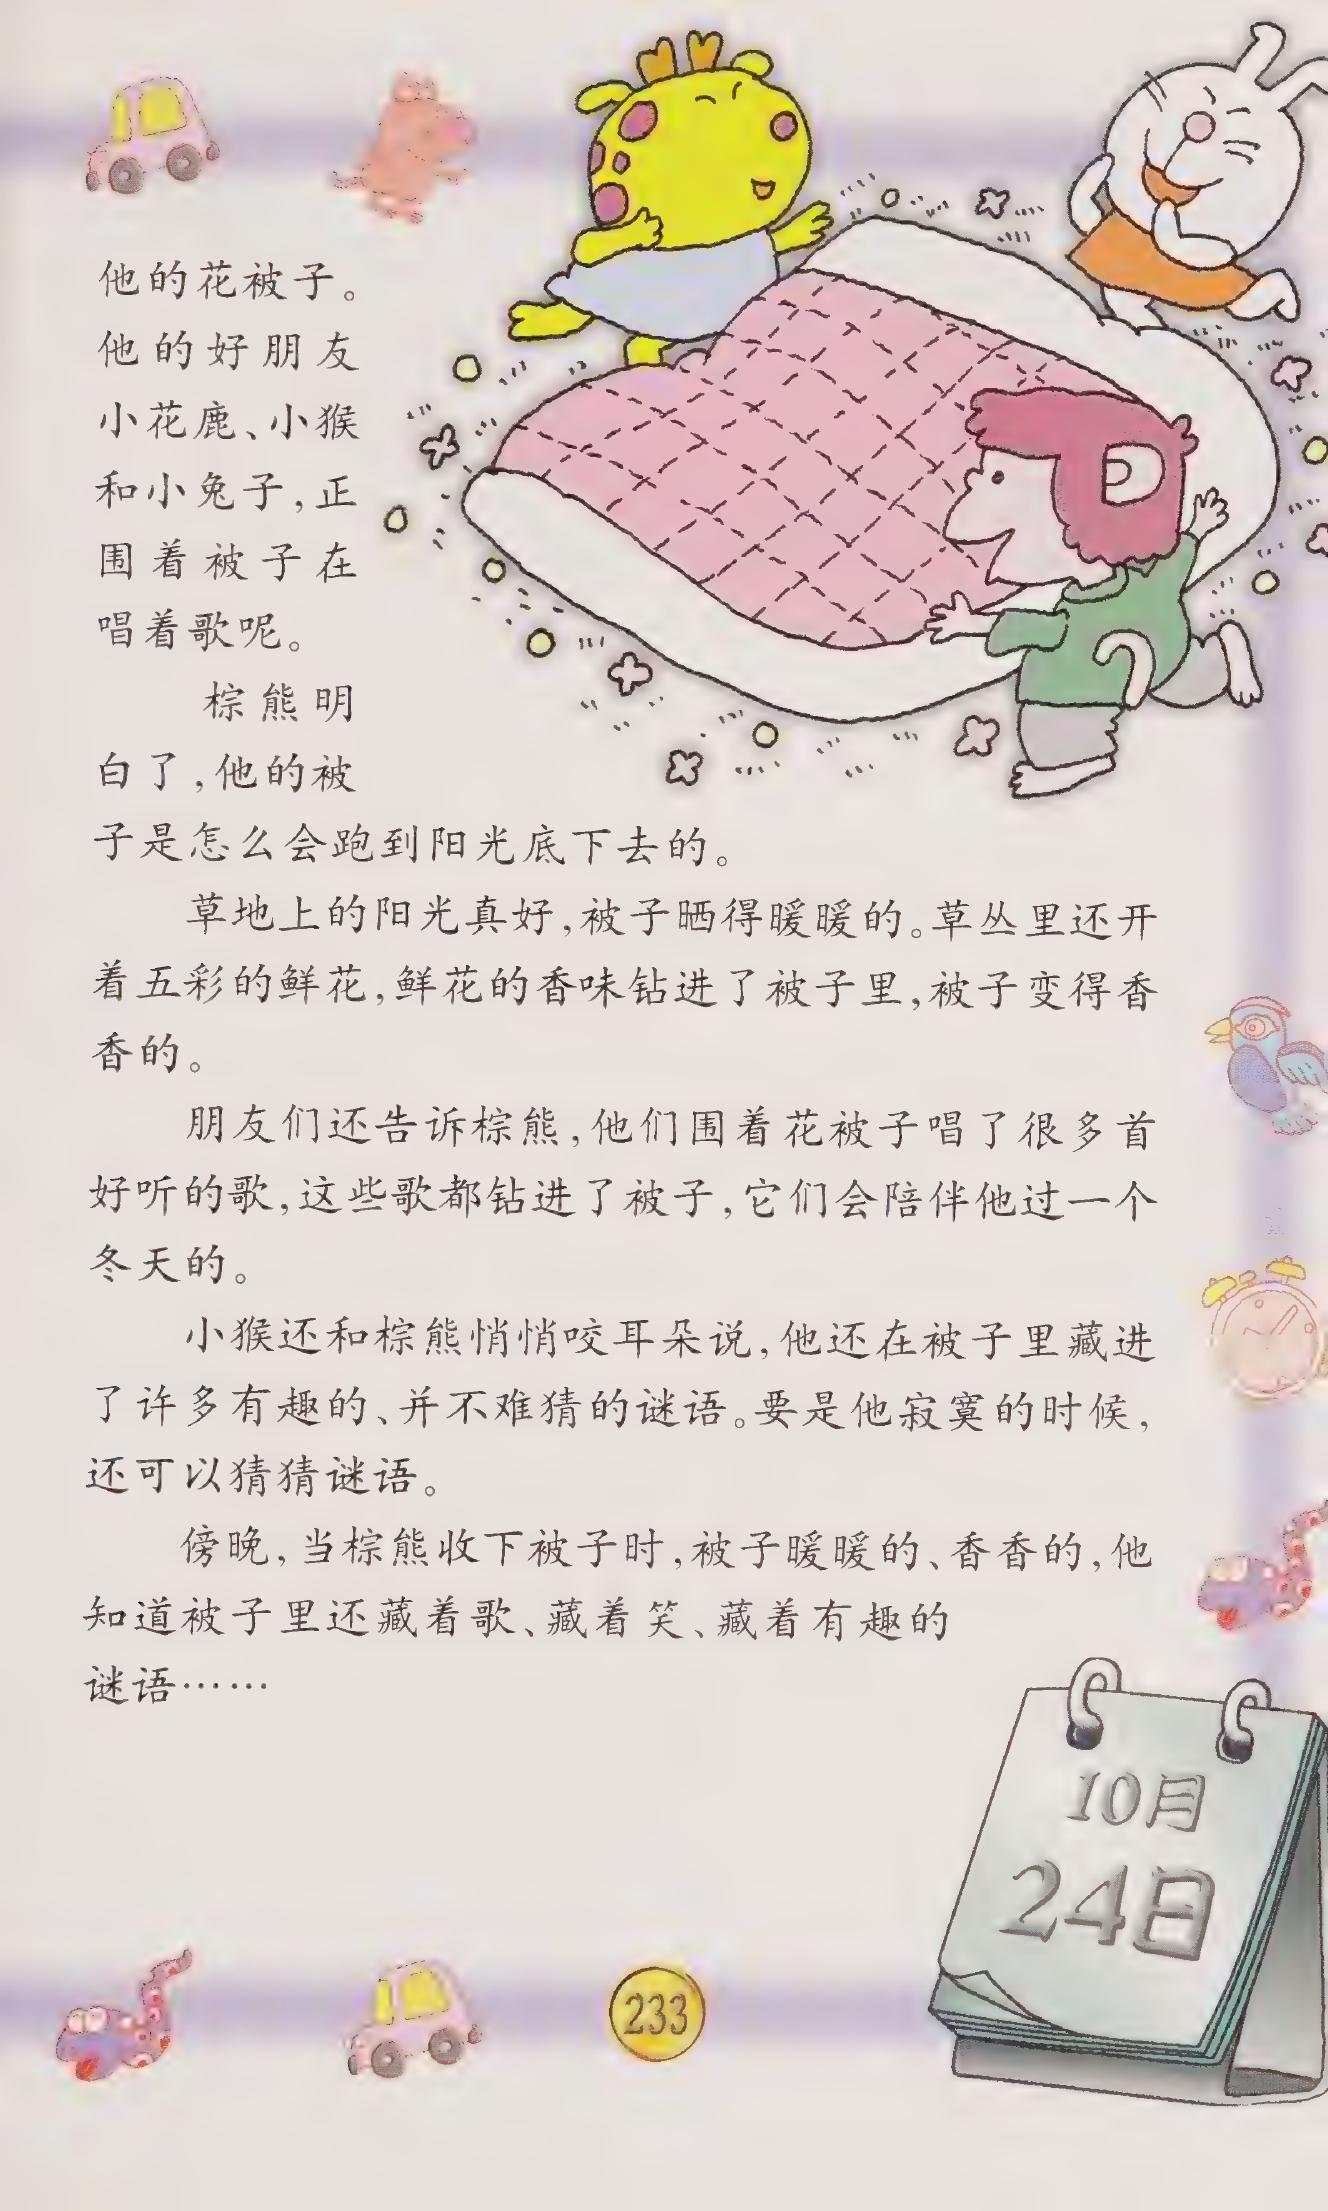 他的花被子。
他的好朋友
小花鹿、小猴
和小兔子,正
围着被子在
唱着歌呢。
棕熊明
白了,他的被
子是怎么会跑到阳光底下去的。
草地上的阳光真好,被子晒得暖暖的。草丛里还开
着五彩的鲜花,鲜花的香味钻进了被子里,被子变得香
香的。
朋友们还告诉棕熊,他们围着花被子唱了很多首
好听的歌,这些歌都钻进了被子,它们会陪伴他过一个
冬天的。
小猴还和棕熊悄悄咬耳朵说,他还在被子里藏进
了许多有趣的、并不难猜的谜语。要是他寂寞的时候,
还可以猜猜谜语。
傍晚,当棕熊收下被子时,被子暖暖的、香香的,他
知道被子里还藏着歌、藏着笑、藏着有趣的
谜语……
10月
24日
233